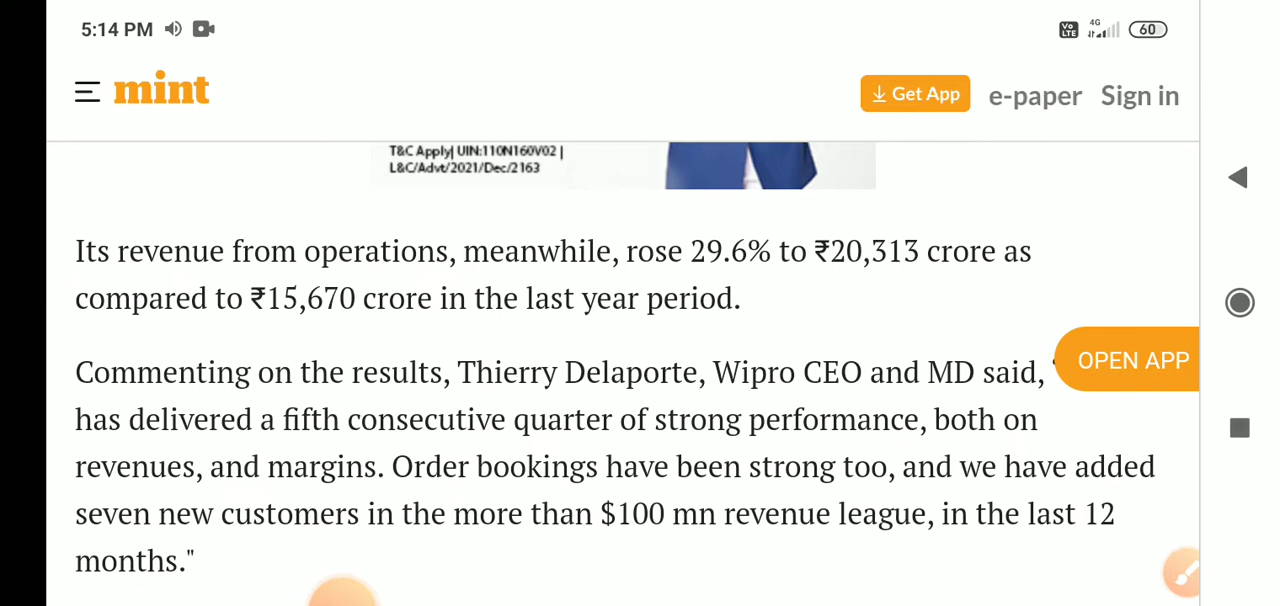 5:14 PM
Vo LTE 4G 60
mint
Get App e-paper Sign in
T&C Apply| UIN:110N160V02 |
L&C/Advt/2021/Dec/2163
Its revenue from operations, meanwhile, rose 29.6% to ₹20,313 crore as
compared to ₹15,670 crore in the last year period.
OPEN APP
Commenting on the results, Thierry Delaporte, Wipro CEO and MD said, "
has delivered a fifth consecutive quarter of strong performance, both on
revenues, and margins. Order bookings have been strong too, and we have added
seven new customers in the more than $100 mn revenue league, in the last 12
months."